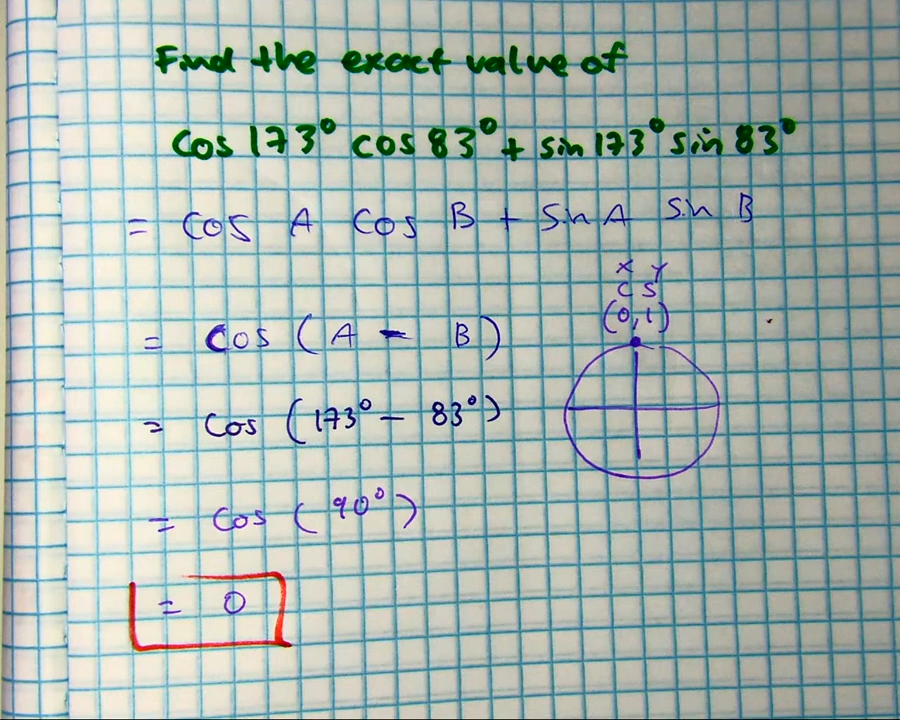 Find the exact value of
cos 173° cos 83° + sin 173° sin 83°
= cos A cos B + sin A sin B
X Y
C S
(0,1)
= cos (A - B)
= cos (173° - 83°)
= cos (90°)
= 0